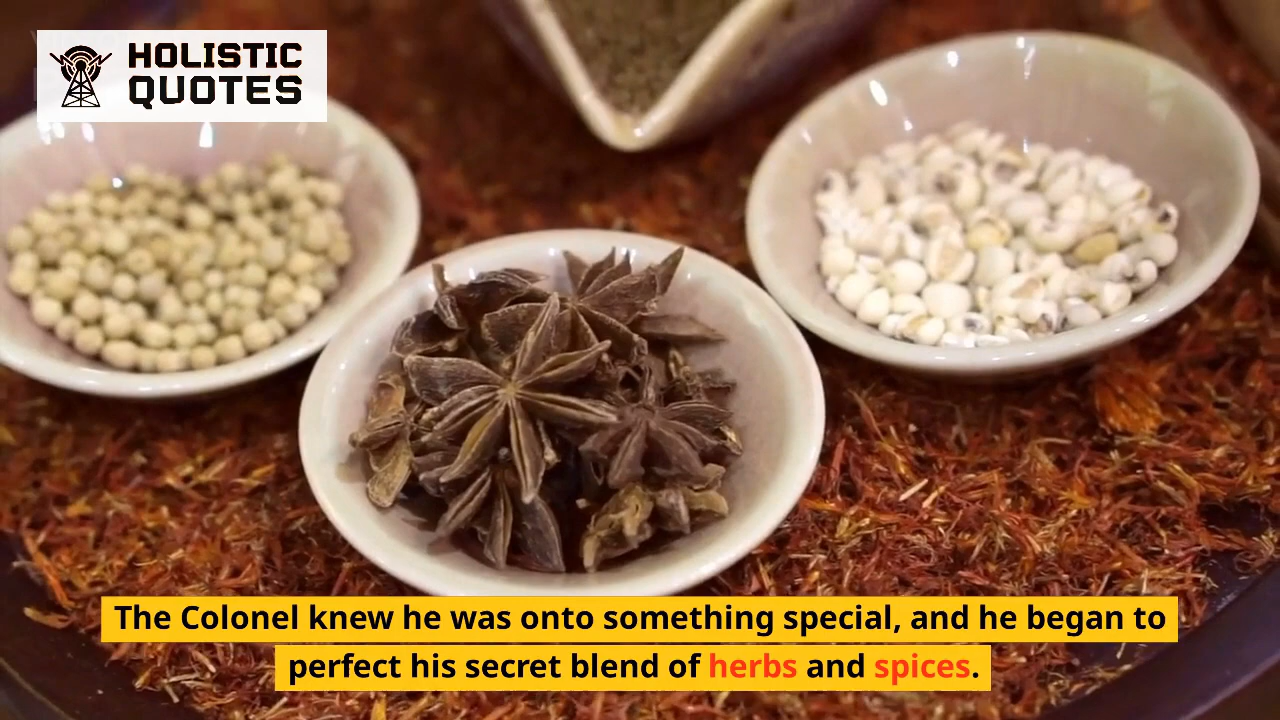 HOLISTIC
QUOTES
The Colonel knew he was onto something special, and he began to
perfect his secret blend of herbs and spices.